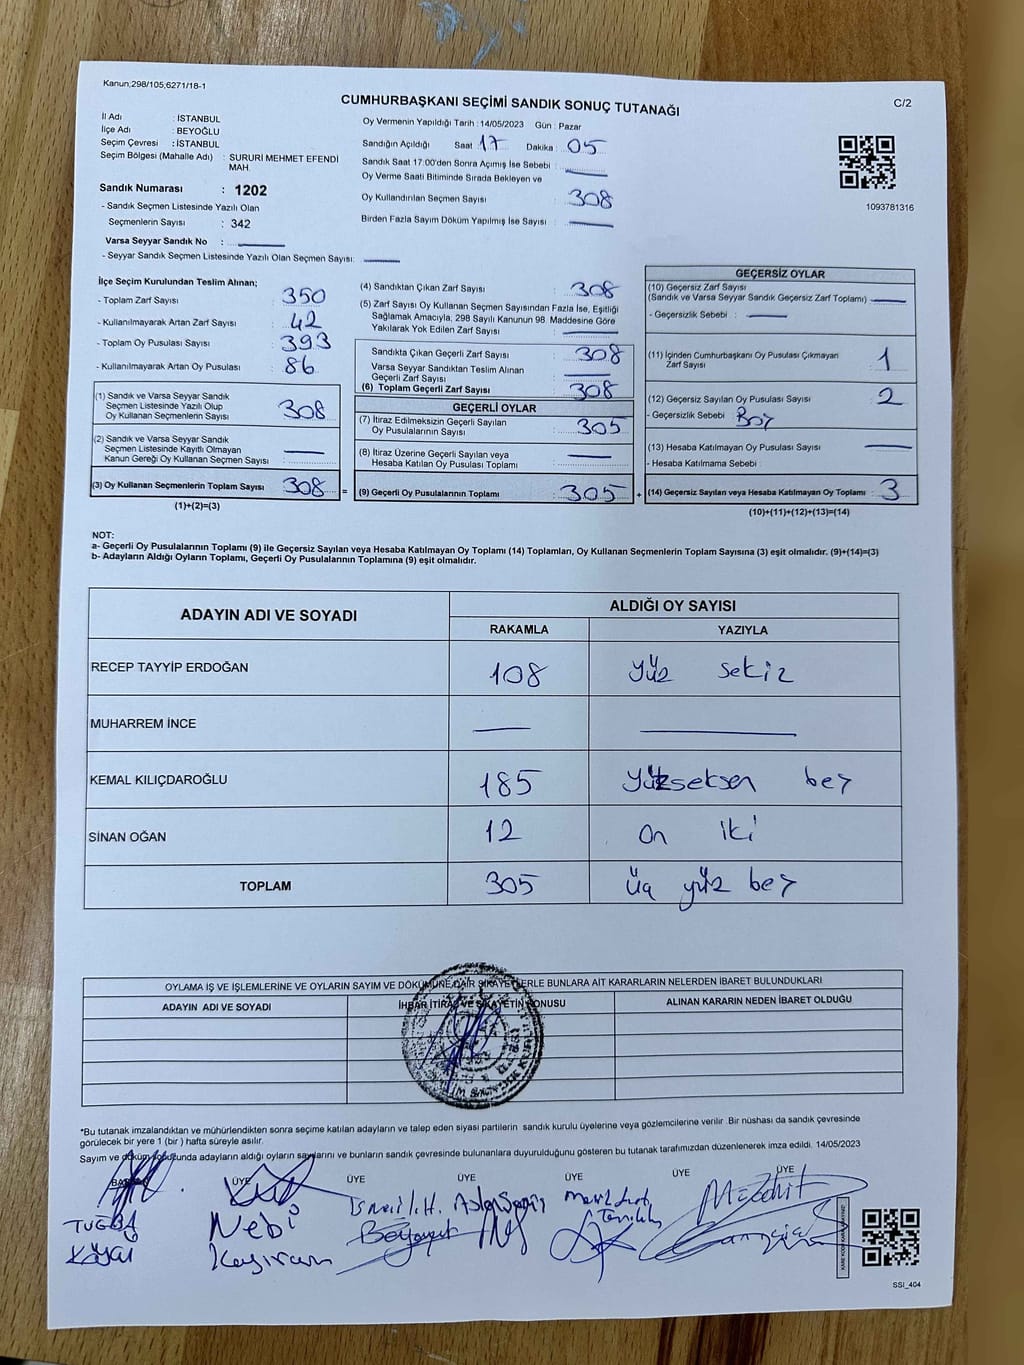 Kanun;298/105;6271/18-1
CUMHURBAŞKANI SEÇİMİ SANDIK SONUÇ TUTANAĞI
C/2
İl Adı : İSTANBUL
İlçe Adı : BEYOĞLU
Seçim Çevresi : İSTANBUL
Seçim Bölgesi (Mahalle Adı) : SURURİ MEHMET EFENDİ
MAH.
Sandık Numarası : 1202
- Sandık Seçmen Listesinde Yazılı Olan
Seçmenlerin Sayısı : 342
Varsa Seyyar Sandık No :
- Seyyar Sandık Seçmen Listesinde Yazılı Olan Seçmen Sayısı:
Oy Vermenin Yapıldığı Tarih : 14/05/2023 Gün : Pazar
Sandığın Açıldığı Saat 17 Dakika : 05
Sandık Saat 17:00'den Sonra Açımış İse Sebebi :
Oy Verme Saati Bitiminde Sırada Bekleyen ve
Oy Kullandırılan Seçmen Sayısı : 308
Birden Fazla Sayım Döküm Yapılmış İse Sayısı :
1093781316
İlçe Seçim Kurulundan Teslim Alınan;
- Toplam Zarf Sayısı : 350
- Kullanılmayarak Artan Zarf Sayısı : 42
- Toplam Oy Pusulası Sayısı : 393
- Kullanılmayarak Artan Oy Pusulası : 86
(1) Sandık ve Varsa Seyyar Sandık
Seçmen Listesinde Yazılı Olup
Oy Kullanan Seçmenlerin Sayısı : 308
(2) Sandık ve Varsa Seyyar Sandık
Seçmen Listesinde Kayıtlı Olmayan
Kanun Gereği Oy Kullanan Seçmen Sayısı :
(3) Oy Kullanan Seçmenlerin Toplam Sayısı : 308 =
(1)+(2)=(3)
(4) Sandıktan Çıkan Zarf Sayısı : 308
(5) Zarf Sayısı Oy Kullanan Seçmen Sayısından Fazla İse, Eşitliği
Sağlamak Amacıyla, 298 Sayılı Kanunun 98. Maddesine Göre
Yakılarak Yok Edilen Zarf Sayısı :
Sandıkta Çıkan Geçerli Zarf Sayısı : 308
Varsa Seyyar Sandıktan Teslim Alınan
Geçerli Zarf Sayısı :
(6) Toplam Geçerli Zarf Sayısı : 308
GEÇERLİ OYLAR
(7) İtiraz Edilmeksizin Geçerli Sayılan
Oy Pusulalarının Sayısı : 305
(8) İtiraz Üzerine Geçerli Sayılan veya
Hesaba Katılan Oy Pusulası Toplamı :
(9) Geçerli Oy Pusulalarının Toplamı : 305 +
GEÇERSİZ OYLAR
(10) Geçersiz Zarf Sayısı :
(Sandık ve Varsa Seyyar Sandık Geçersiz Zarf Toplamı)
- Geçersizlik Sebebi :
(11) İçinden Cumhurbaşkanı Oy Pusulası Çıkmayan
Zarf Sayısı : 1
(12) Geçersiz Sayılan Oy Pusulası Sayısı : 2
- Geçersizlik Sebebi : Boş
(13) Hesaba Katılmayan Oy Pusulası Sayısı :
- Hesaba Katılmama Sebebi :
(14) Geçersiz Sayılan veya Hesaba Katılmayan Oy Toplamı : 3
(10)+(11)+(12)+(13)=(14)
NOT:
a- Geçerli Oy Pusulalarının Toplamı (9) ile Geçersiz Sayılan veya Hesaba Katılmayan Oy Toplamı (14) Toplamları, Oy Kullanan Seçmenlerin Toplam Sayısına (3) eşit olmalıdır. (9)+(14)=(3)
b- Adayların Aldığı Oyların Toplamı, Geçerli Oy Pusulalarının Toplamına (9) eşit olmalıdır.
ADAYIN ADI VE SOYADI
ALDIĞI OY SAYISI
RAKAMLA YAZIYLA
RECEP TAYYİP ERDOĞAN 108 Yüz sekiz
MUHARREM İNCE
KEMAL KILIÇDAROĞLU 185 Yüzseksen beş
SİNAN OĞAN 12 on iki
TOPLAM 305 üç yüz beş
OYLAMA İŞ VE İŞLEMLERİNE VE OYLARIN SAYIM VE DÖKÜMÜNE DAİR ŞİKAYETLERLE BUNLARA AİT KARARLARIN NELERDEN İBARET BULUNDUKLARI
ADAYIN ADI VE SOYADI İHBAR İTİRAZ VE ŞİKAYETİN KONUSU ALINAN KARARIN NEDEN İBARET OLDUĞU
*Bu tutanak imzalandıktan ve mühürlendikten sonra seçime katılan adayların ve talep eden siyasi partilerin sandık kurulu üyelerine veya gözlemcilerine verilir. Bir nüshası da sandık çevresinde
görülecek bir yere 1 (bir) hafta süreyle asılır.
Sayım ve döküm sonucunda adayların aldığı oyların sayılarını ve bunların sandık çevresinde bulunanlara duyurulduğunu gösteren bu tutanak tarafımızdan düzenlenerek imza edildi. 14/05/2023
BAŞKAN ÜYE ÜYE ÜYE ÜYE ÜYE ÜYE
TUĞBA
Nebi
İsmail H.
SSİ_404